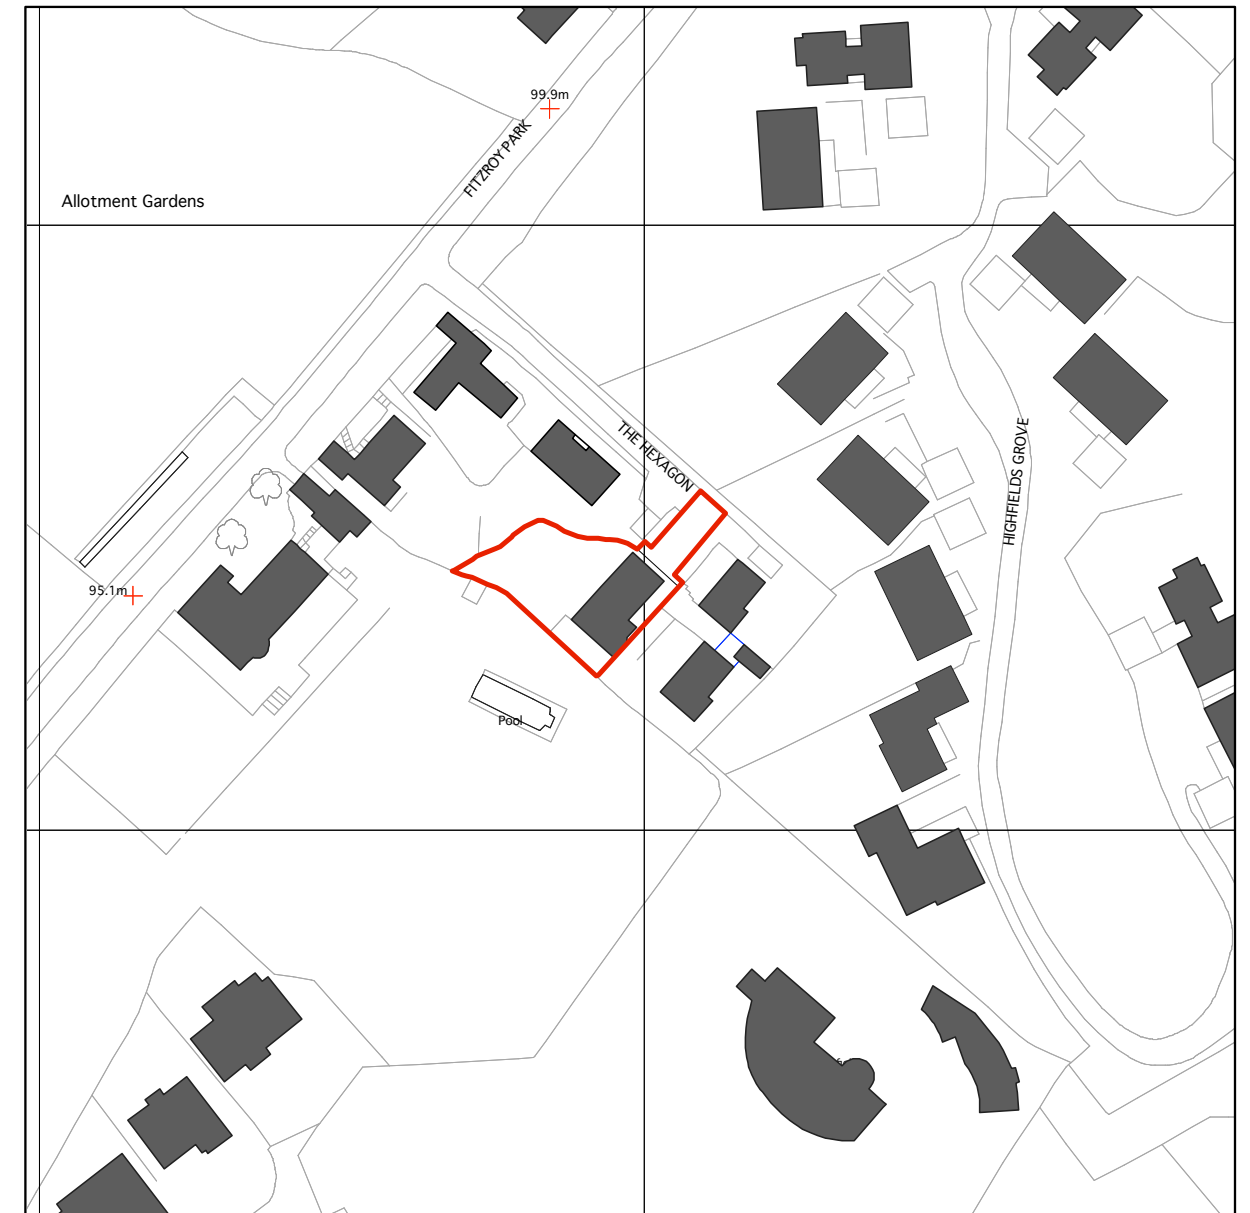 99.9m
FITZROY PARK
Allotment Gardens
THE HEXAGON
HIGHFIELDS GROVE
95.1m
Pool